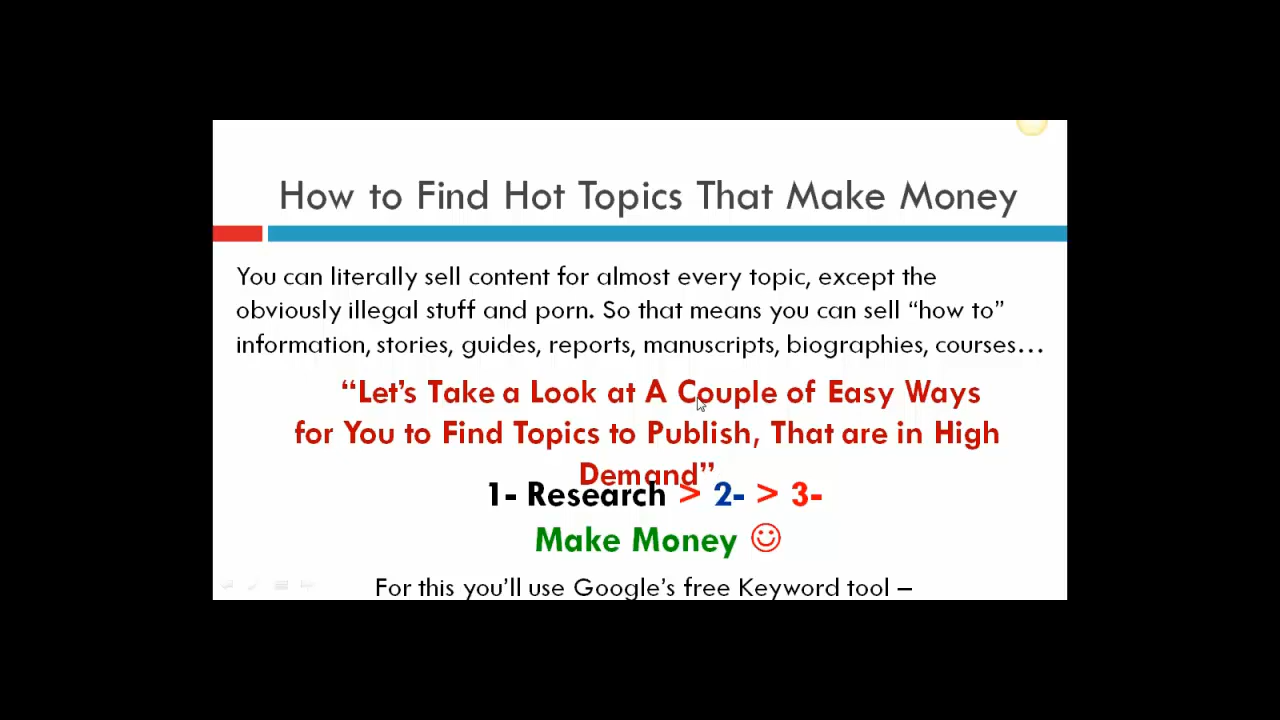 How to Find Hot Topics That Make Money
You can literally sell content for almost every topic, except the
obviously illegal stuff and porn. So that means you can sell “how to”
information, stories, guides, reports, manuscripts, biographies, courses…
“Let’s Take a Look at A Couple of Easy Ways
for You to Find Topics to Publish, That are in High
Demand”
1- Research > 2- > 3-
Make Money ☺
For this you’ll use Google’s free Keyword tool –